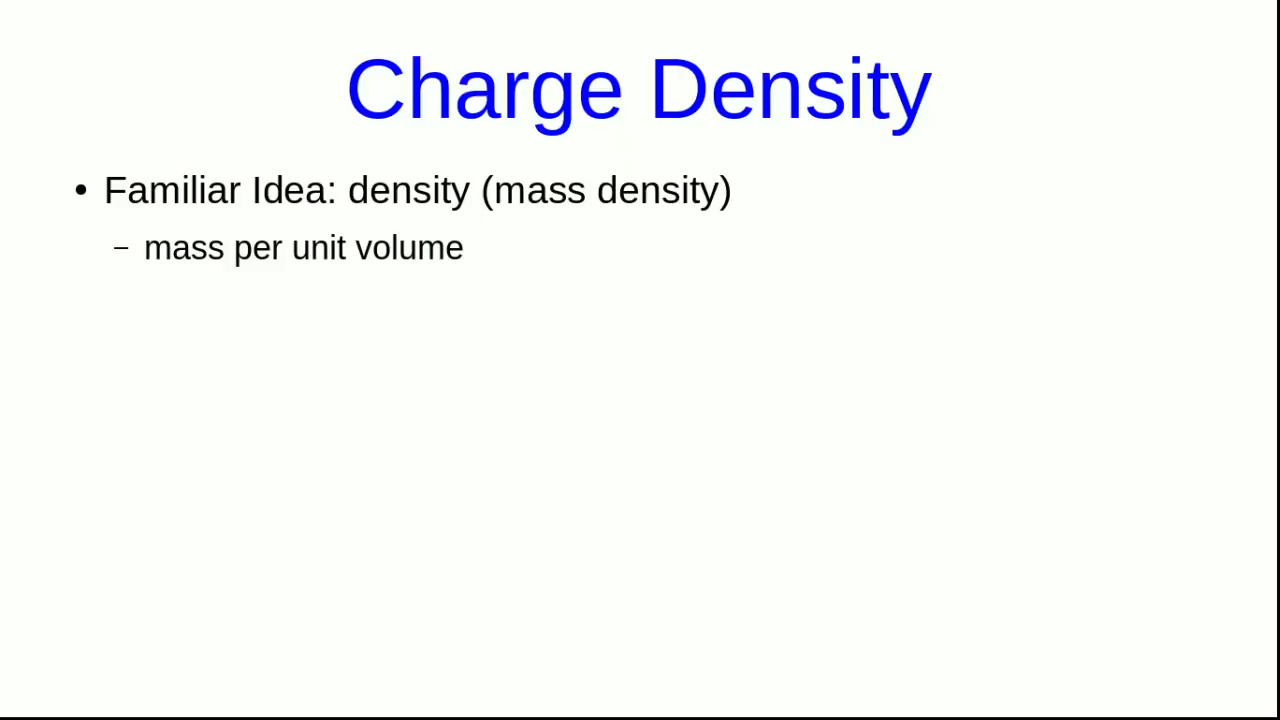 Charge Density
• Familiar Idea: density (mass density)
– mass per unit volume